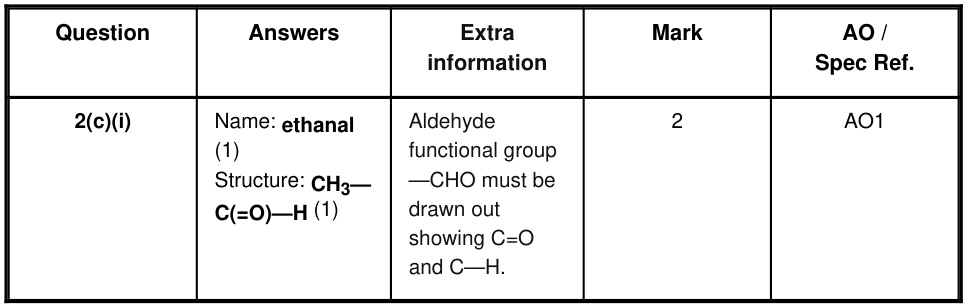 Question
Answers
Extra
information
Mark
AO /
Spec Ref.
2(c)(i)
Name: ethanal
(1)
Structure: CH₃—
C(=O)—H (1)
Aldehyde
functional group
—CHO must be
drawn out
showing C=O
and C—H.
2
AO1